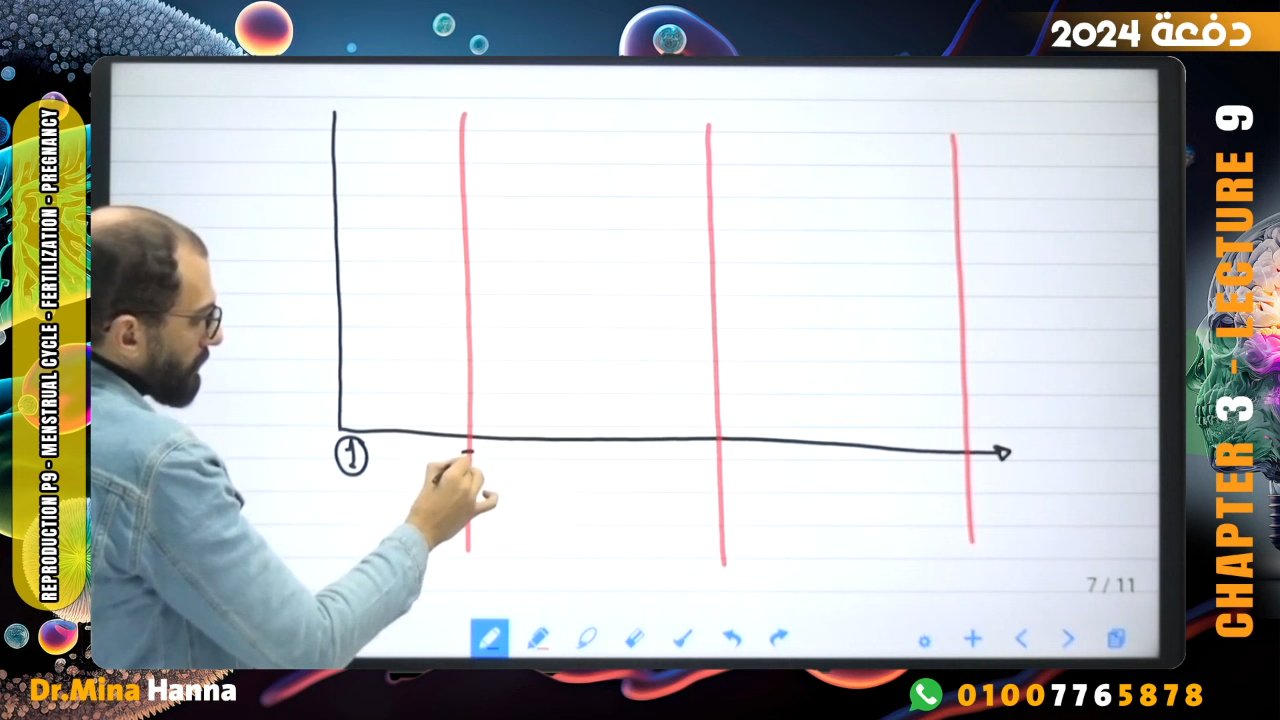 دفعة 2024
REPRODUCTION P9 - MENSTRUAL CYCLE - FERTILIZATION - PREGNANCY
CHAPTER 3 - LECTURE 9
1
7 / 11
Dr.Mina Hanna
01007765878